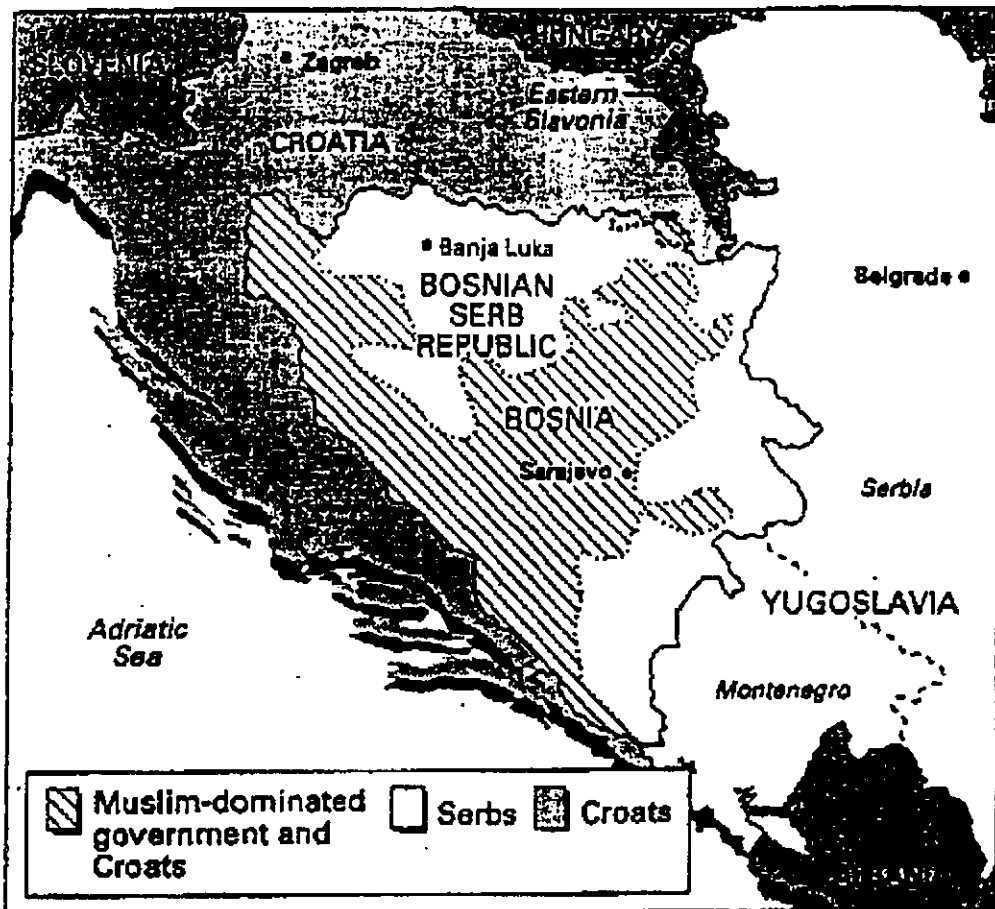 SLOVENIA
HUNGARY
Zagreb
Eastern
Slavonia
CROATIA
Banja Luka
Belgrade
BOSNIAN
SERB
REPUBLIC
BOSNIA
Sarajevo
Serbia
YUGOSLAVIA
Adriatic
Sea
Montenegro
Muslim-dominated
government and
Croats
Serbs
Croats